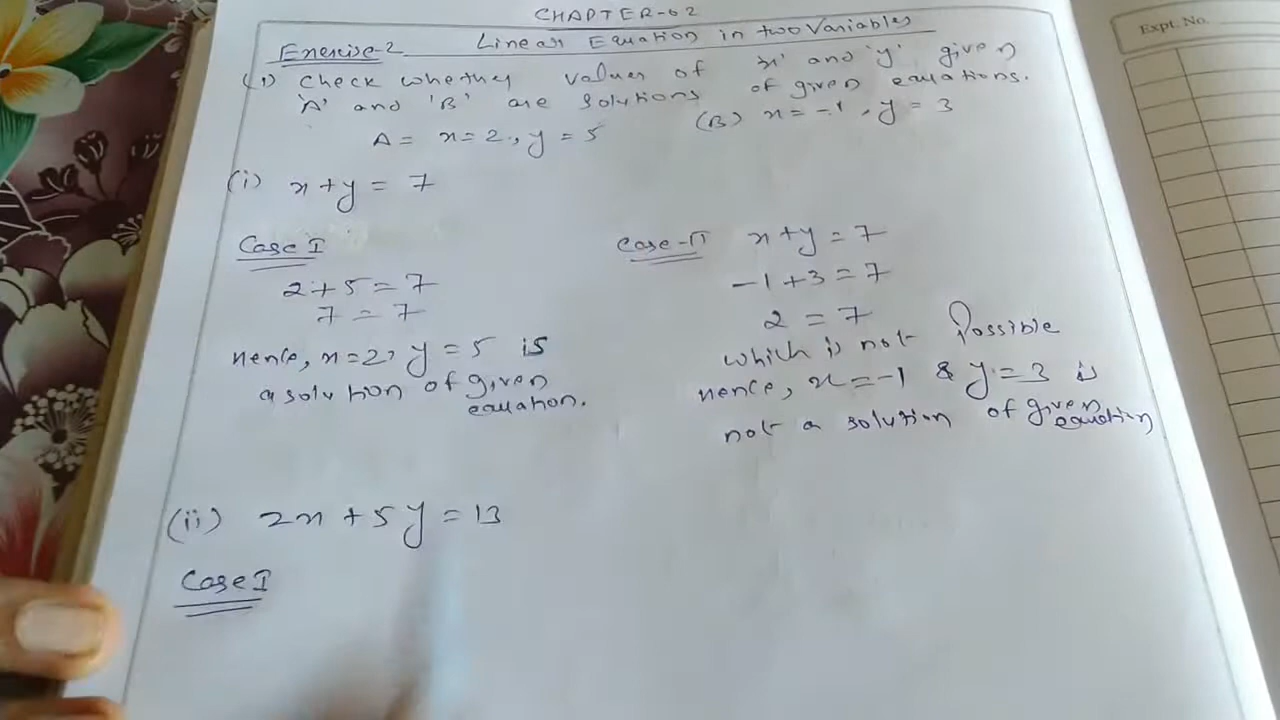 CHAPTER-02
Linear Equation in two Variables
Exercise-2
(1) Check whether values of 'x' and 'y' given
'A' and 'B' are solutions of given equations.
A = x=2, y = 5
(B) x = -1, y = 3
(i) x+y = 7
Case I
2+5=7
7 = 7
Hence, x=2, y=5 is
a solution of given
equation.
Case-II x+y=7
-1+3=7
2 = 7
which is not Possible
Hence, x=-1 & y=3 is
not a solution of given
equation
(ii) 2x+5y=13
Case I
Expt. No.